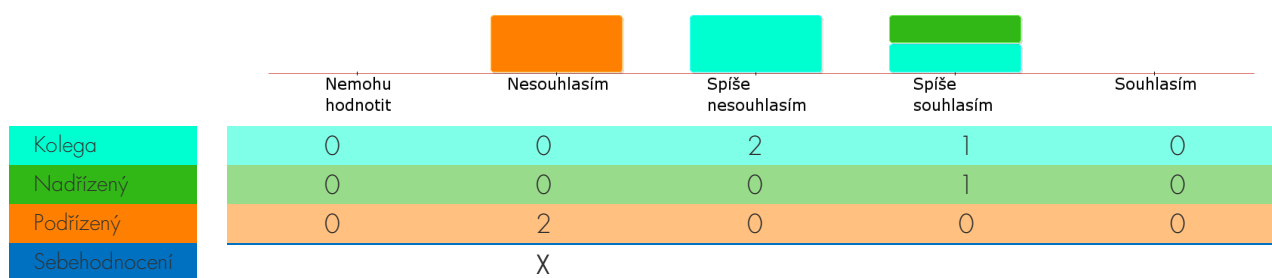 Nemohu hodnotit
Nesouhlasím
Spíše nesouhlasím
Spíše souhlasím
Souhlasím
Kolega 0 0 2 1 0
Nadřízený 0 0 0 1 0
Podřízený 0 2 0 0 0
Sebehodnocení X